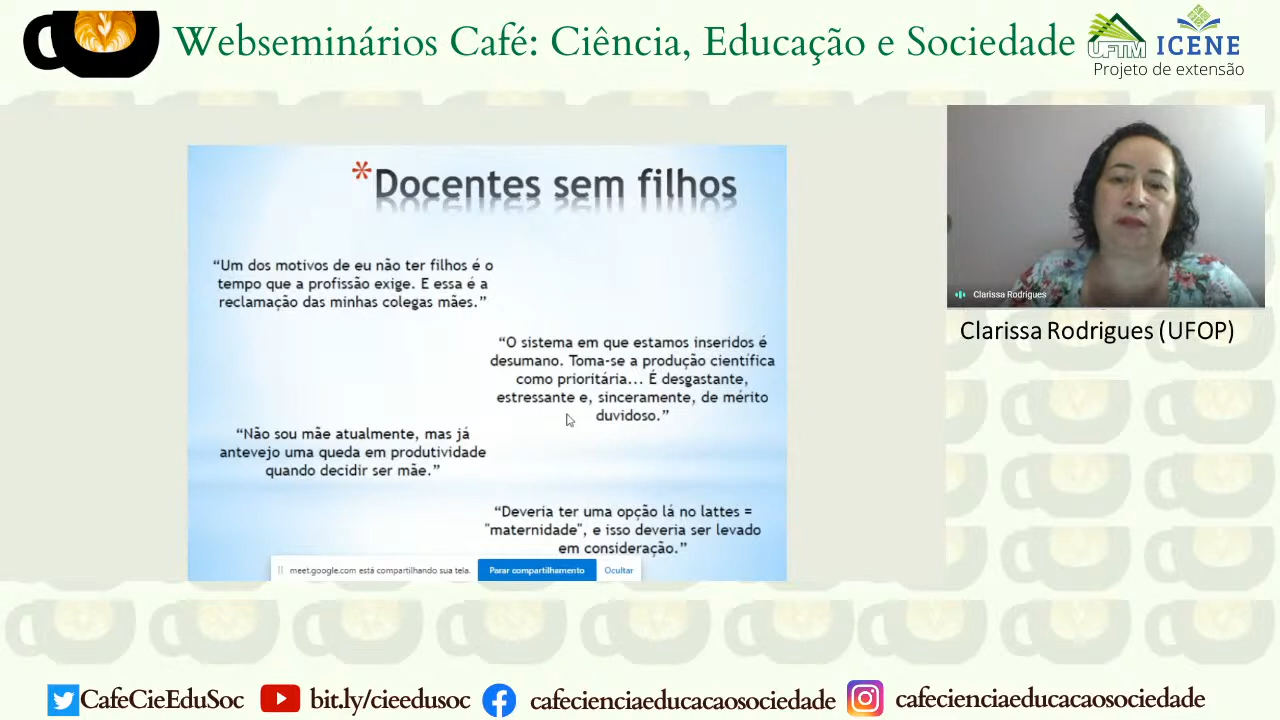 Webseminários Café: Ciência, Educação e Sociedade
UFTM
ICENE
Projeto de extensão
*Docentes sem filhos
“Um dos motivos de eu não ter filhos é o
tempo que a profissão exige. E essa é a
reclamação das minhas colegas mães.”
“O sistema em que estamos inseridos é
desumano. Toma-se a produção científica
como prioritária... É desgastante,
estressante e, sinceramente, de mérito
duvidoso.”
“Não sou mãe atualmente, mas já
antevejo uma queda em produtividade
quando decidir ser mãe.”
“Deveria ter uma opção lá no lattes =
"maternidade", e isso deveria ser levado
em consideração.”
meet.google.com está compartilhando sua tela.
Parar compartilhamento
Ocultar
Clarissa Rodrigues
Clarissa Rodrigues (UFOP)
CafeCieEduSoc
bit.ly/cieedusoc
cafecienciaeducacaosociedade
cafecienciaeducacaosociedade